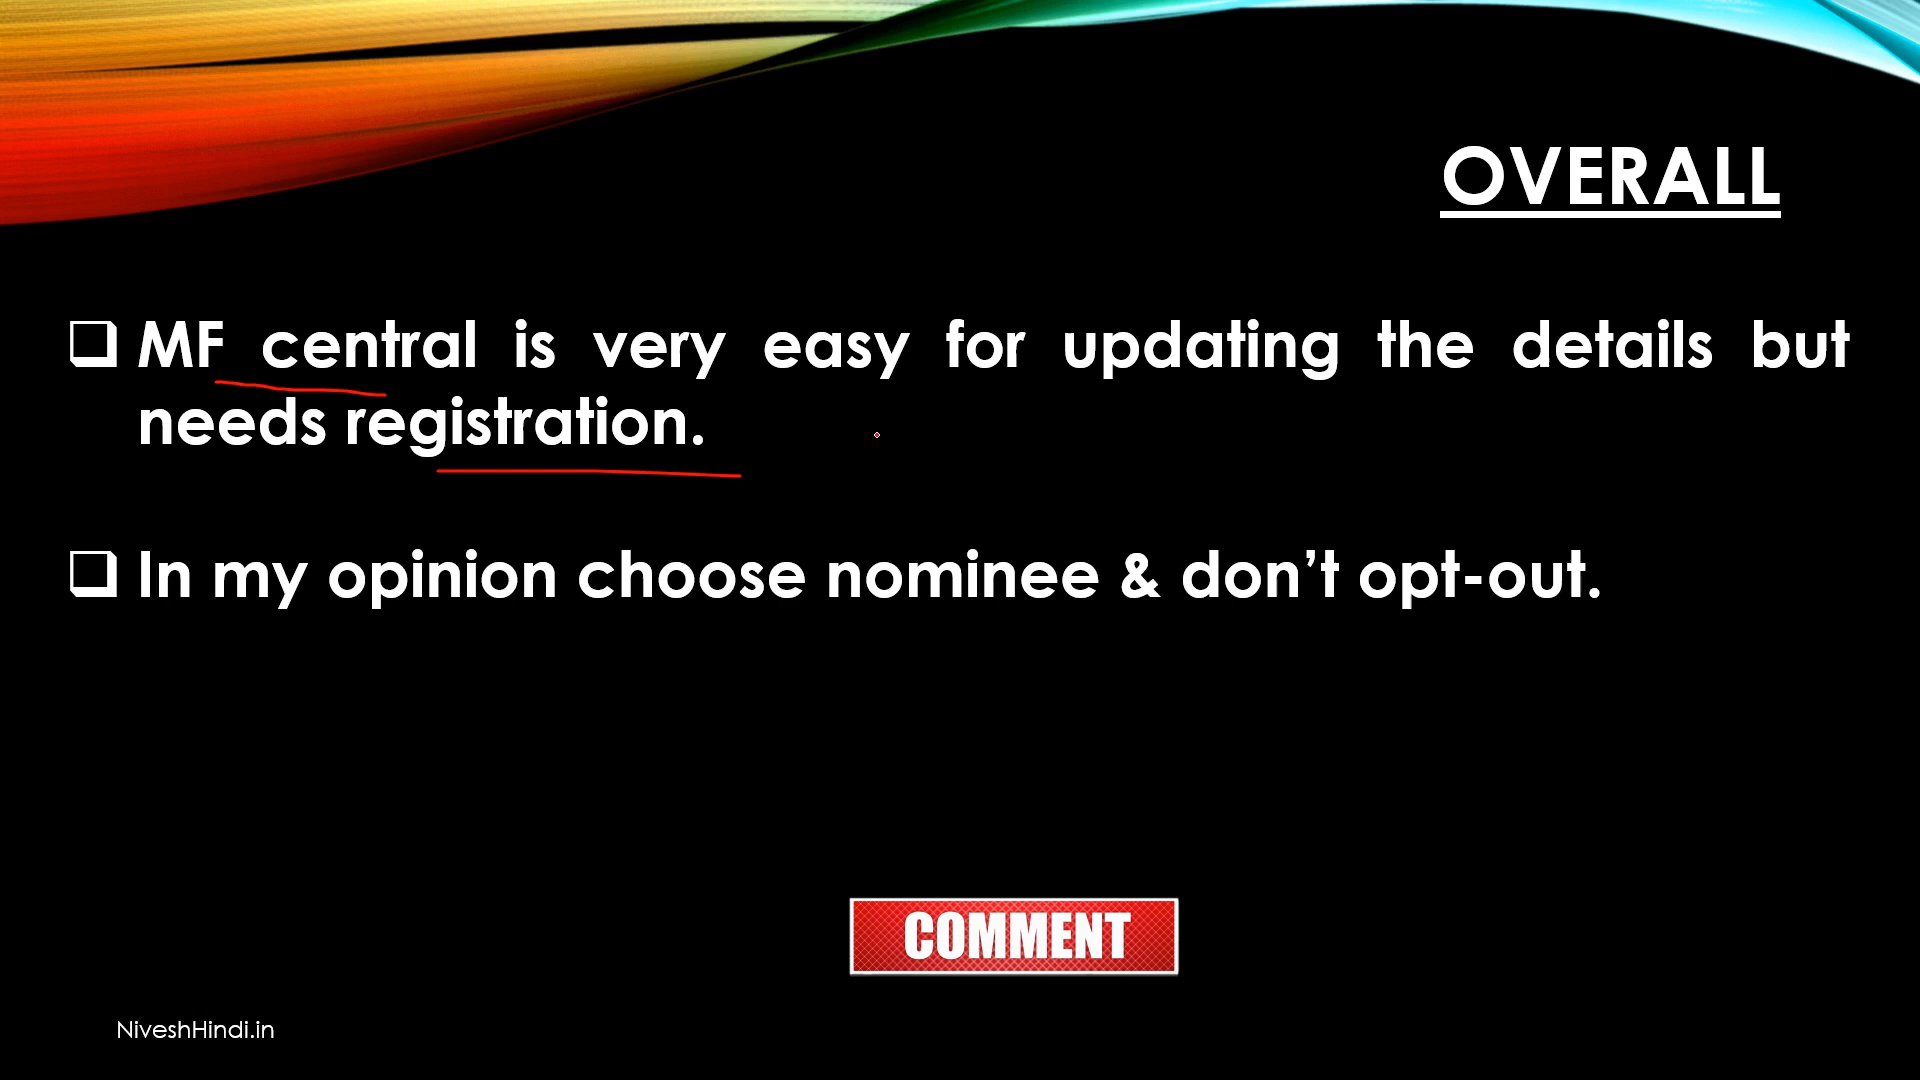 OVERALL
MF central is very easy for updating the details but
needs registration.
In my opinion choose nominee & don’t opt-out.
COMMENT
NiveshHindi.in